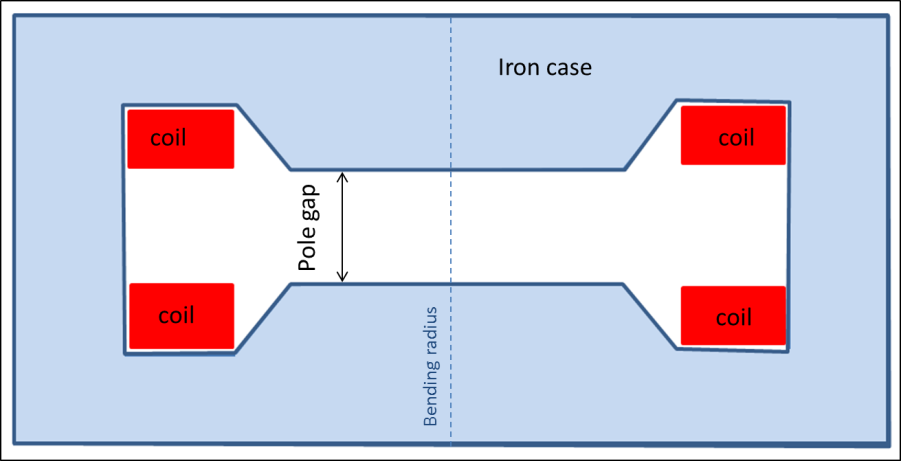 Iron case
coil
coil
Pole gap
coil
coil
Bending radius